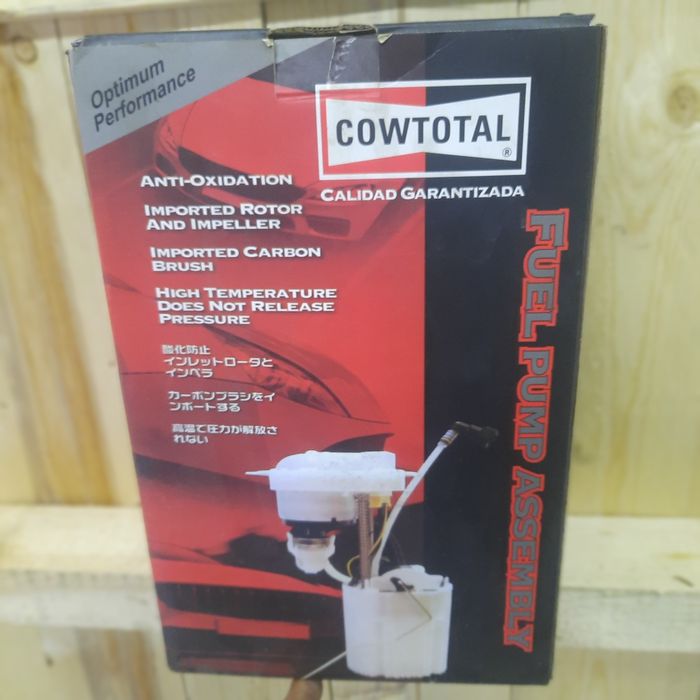 Optimum
Performance
COWTOTAL
®
CALIDAD GARANTIZADA
ANTI-OXIDATION
IMPORTED ROTOR
AND IMPELLER
IMPORTED CARBON
BRUSH
HIGH TEMPERATURE
DOES NOT RELEASE
PRESSURE
酸化防止
インレットロータと
インペラ
カーボンブラシをイ
ンポートする
高温で圧力が解放さ
れない
FUEL PUMP ASSEMBLY